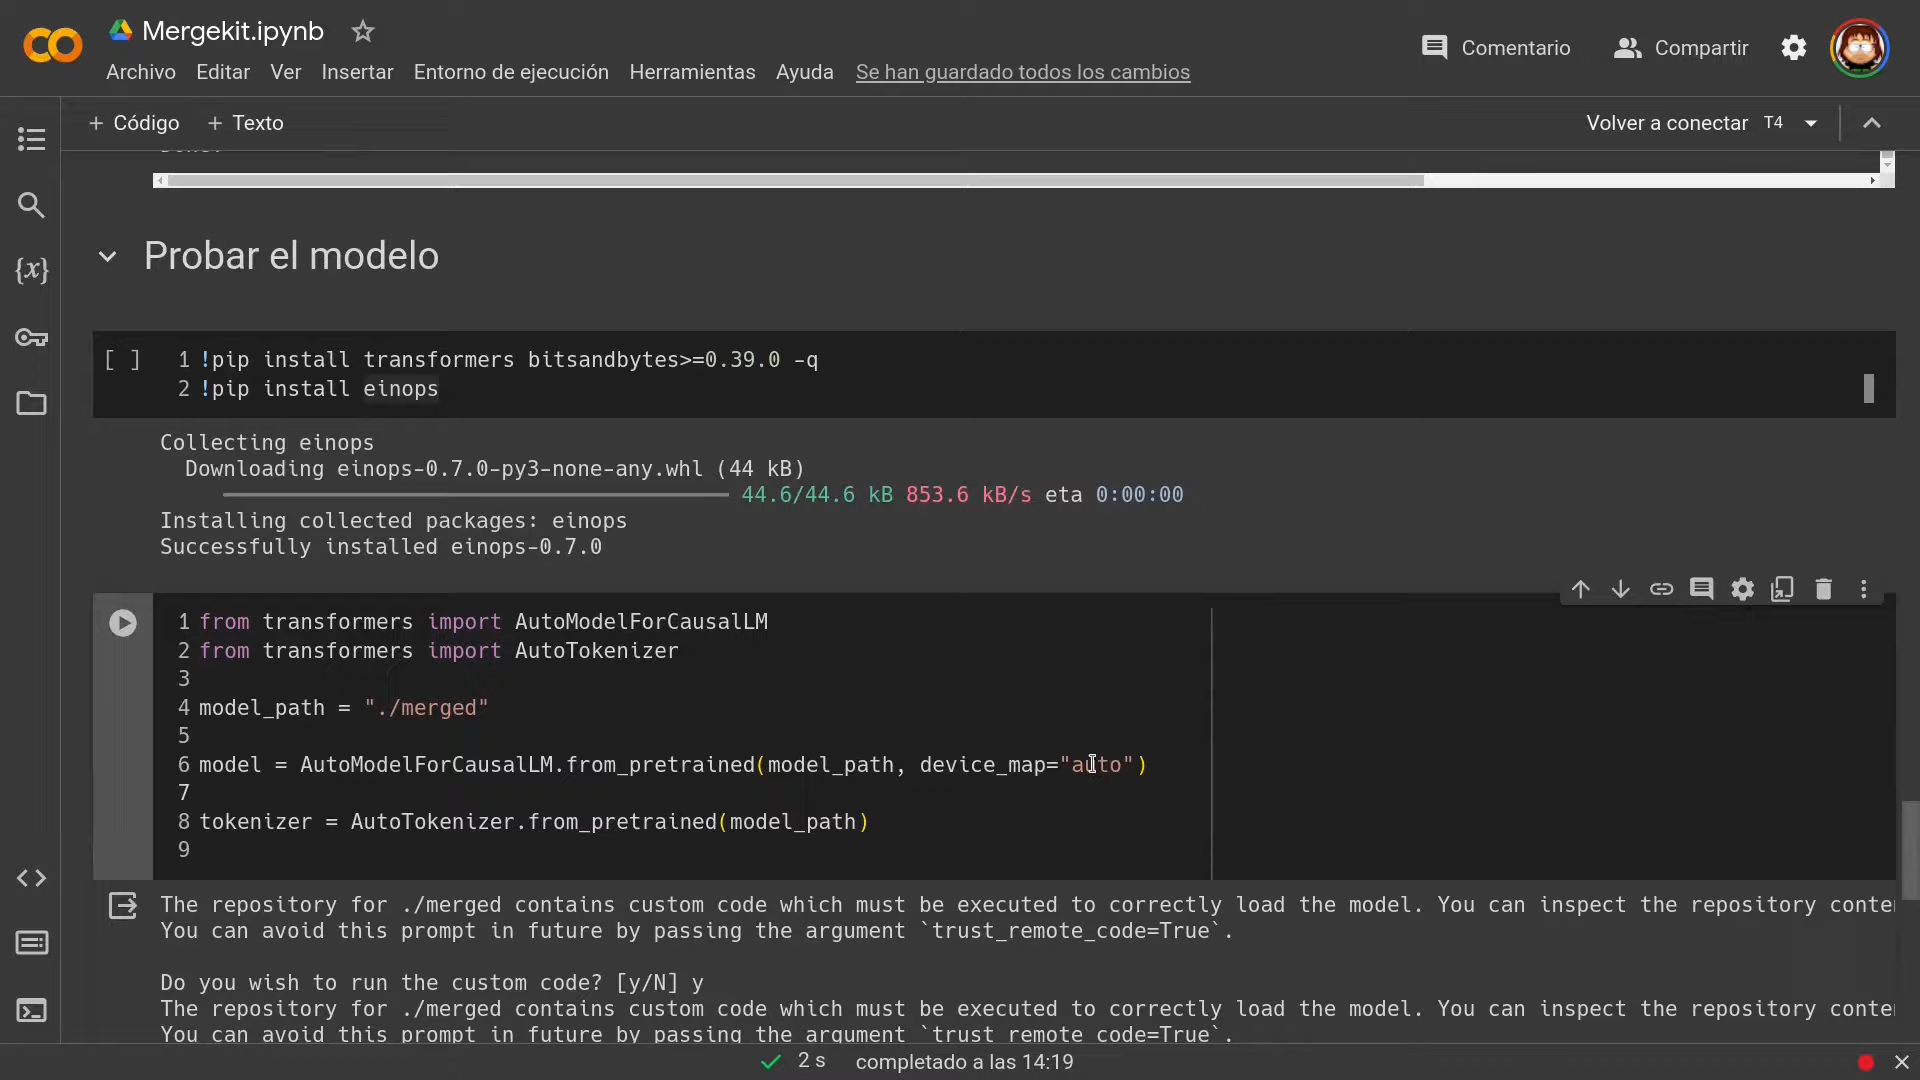 Mergekit.ipynb
Comentario
Compartir
Archivo Editar Ver Insertar Entorno de ejecución Herramientas Ayuda Se han guardado todos los cambios
+ Código + Texto
Volver a conectar T4
Probar el modelo
[ ] 1 !pip install transformers bitsandbytes>=0.39.0 -q
2 !pip install einops
Collecting einops
Downloading einops-0.7.0-py3-none-any.whl (44 kB)
44.6/44.6 kB 853.6 kB/s eta 0:00:00
Installing collected packages: einops
Successfully installed einops-0.7.0
1 from transformers import AutoModelForCausalLM
2 from transformers import AutoTokenizer
3
4 model_path = "./merged"
5
6 model = AutoModelForCausalLM.from_pretrained(model_path, device_map="auto")
7
8 tokenizer = AutoTokenizer.from_pretrained(model_path)
9
The repository for ./merged contains custom code which must be executed to correctly load the model. You can inspect the repository conte
You can avoid this prompt in future by passing the argument `trust_remote_code=True`.
Do you wish to run the custom code? [y/N] y
The repository for ./merged contains custom code which must be executed to correctly load the model. You can inspect the repository conte
You can avoid this prompt in future by passing the argument `trust_remote_code=True`.
2 s completado a las 14:19